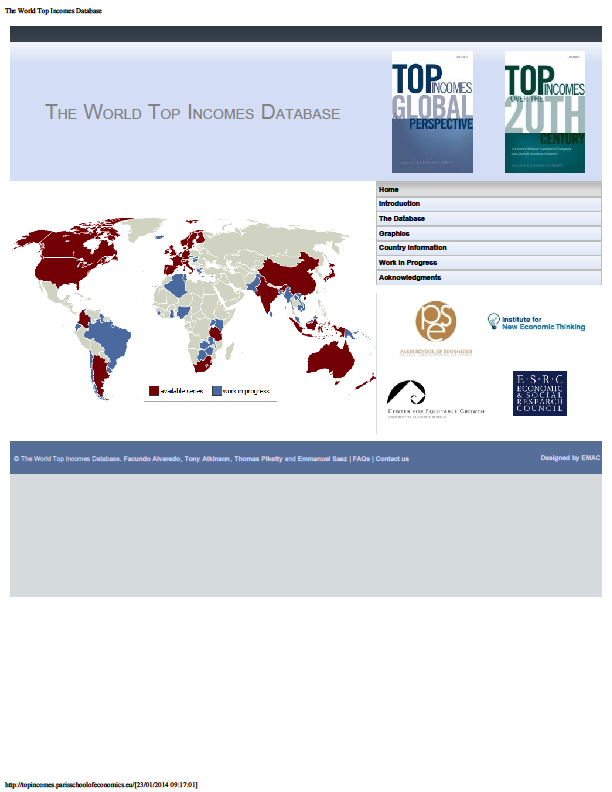 The World Top Incomes Database
THE WORLD TOP INCOMES DATABASE
TOP
INCOMES
GLOBAL
PERSPECTIVE
TOP
INCOMES
OVER THE
20TH
CENTURY
Home
Introduction
The Database
Graphics
Country Information
Work in Progress
Acknowledgments
available series
work in progress
PARIS SCHOOL OF ECONOMICS
Institute for
New Economic Thinking
CENTER FOR EQUITABLE GROWTH
E·S·R·C
ECONOMIC
& SOCIAL
RESEARCH
COUNCIL
© The World Top Incomes Database. Facundo Alvaredo, Tony Atkinson, Thomas Piketty and Emmanuel Saez | FAQs | Contact us
Designed by EMAC
http://topincomes.parisschoolofeconomics.eu/[23/01/2014 09:17:01]